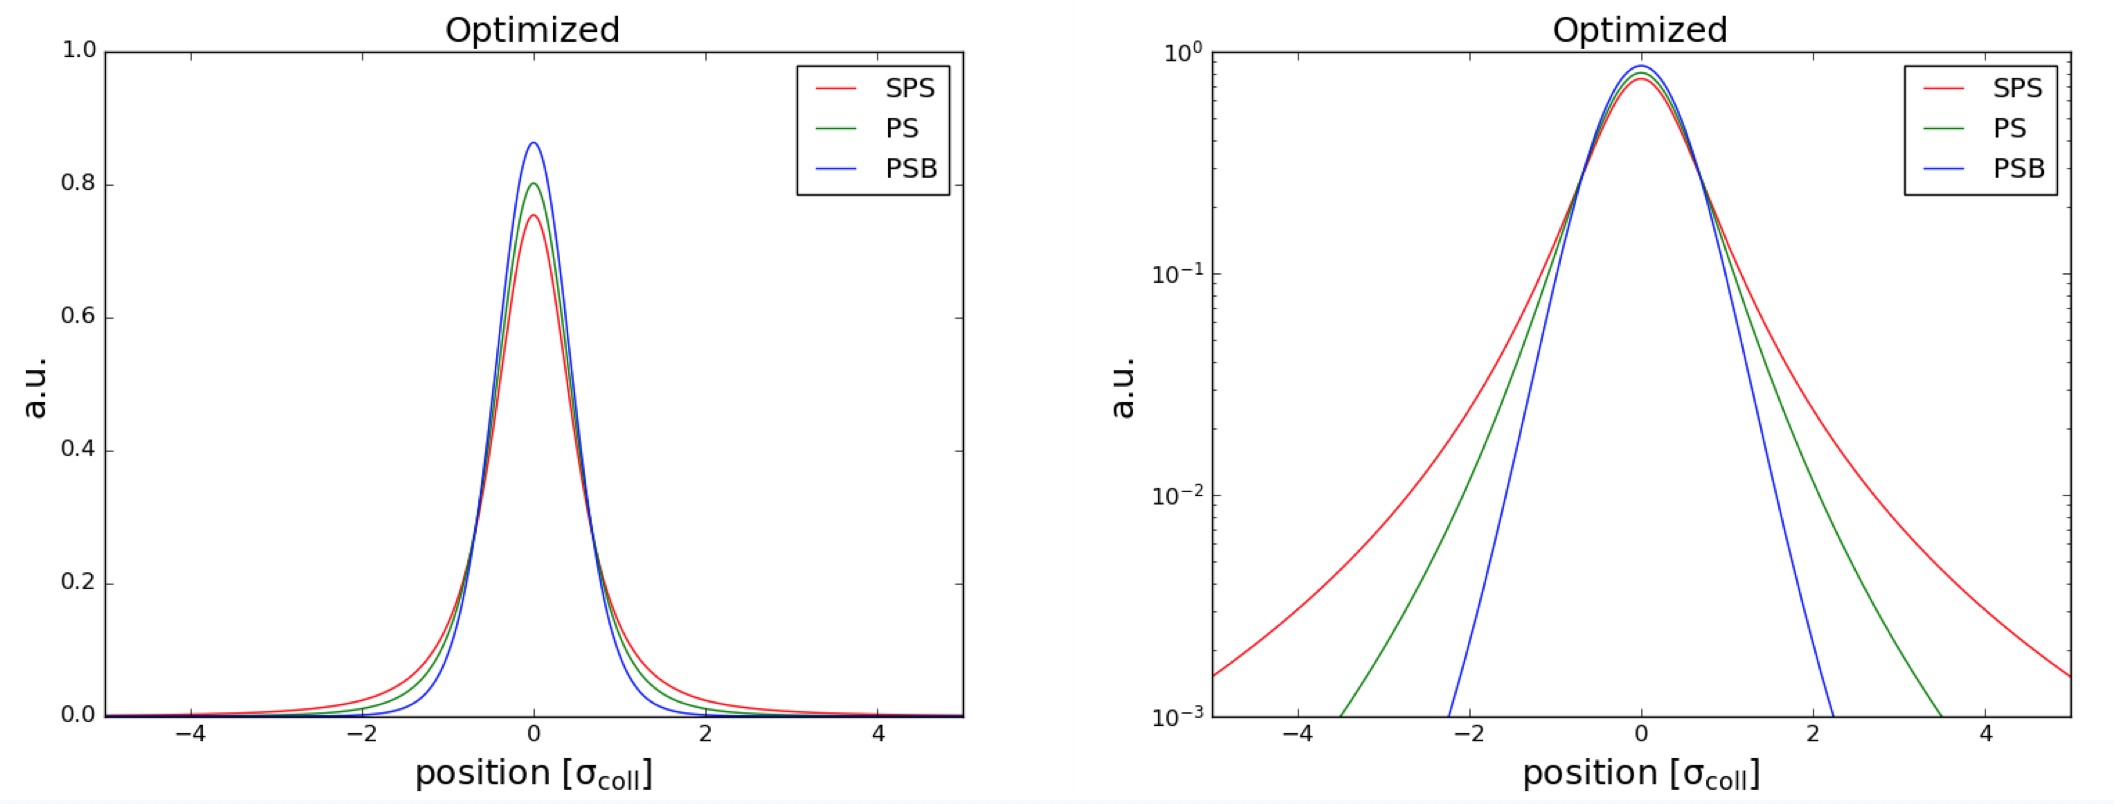 Optimized
1.0
0.8
0.6
0.4
0.2
0.0
a.u.
−4
−2
0
2
4
position [σcoll]
SPS
PS
PSB
Optimized
10⁰
10⁻¹
10⁻²
10⁻³
a.u.
−4
−2
0
2
4
position [σcoll]
SPS
PS
PSB